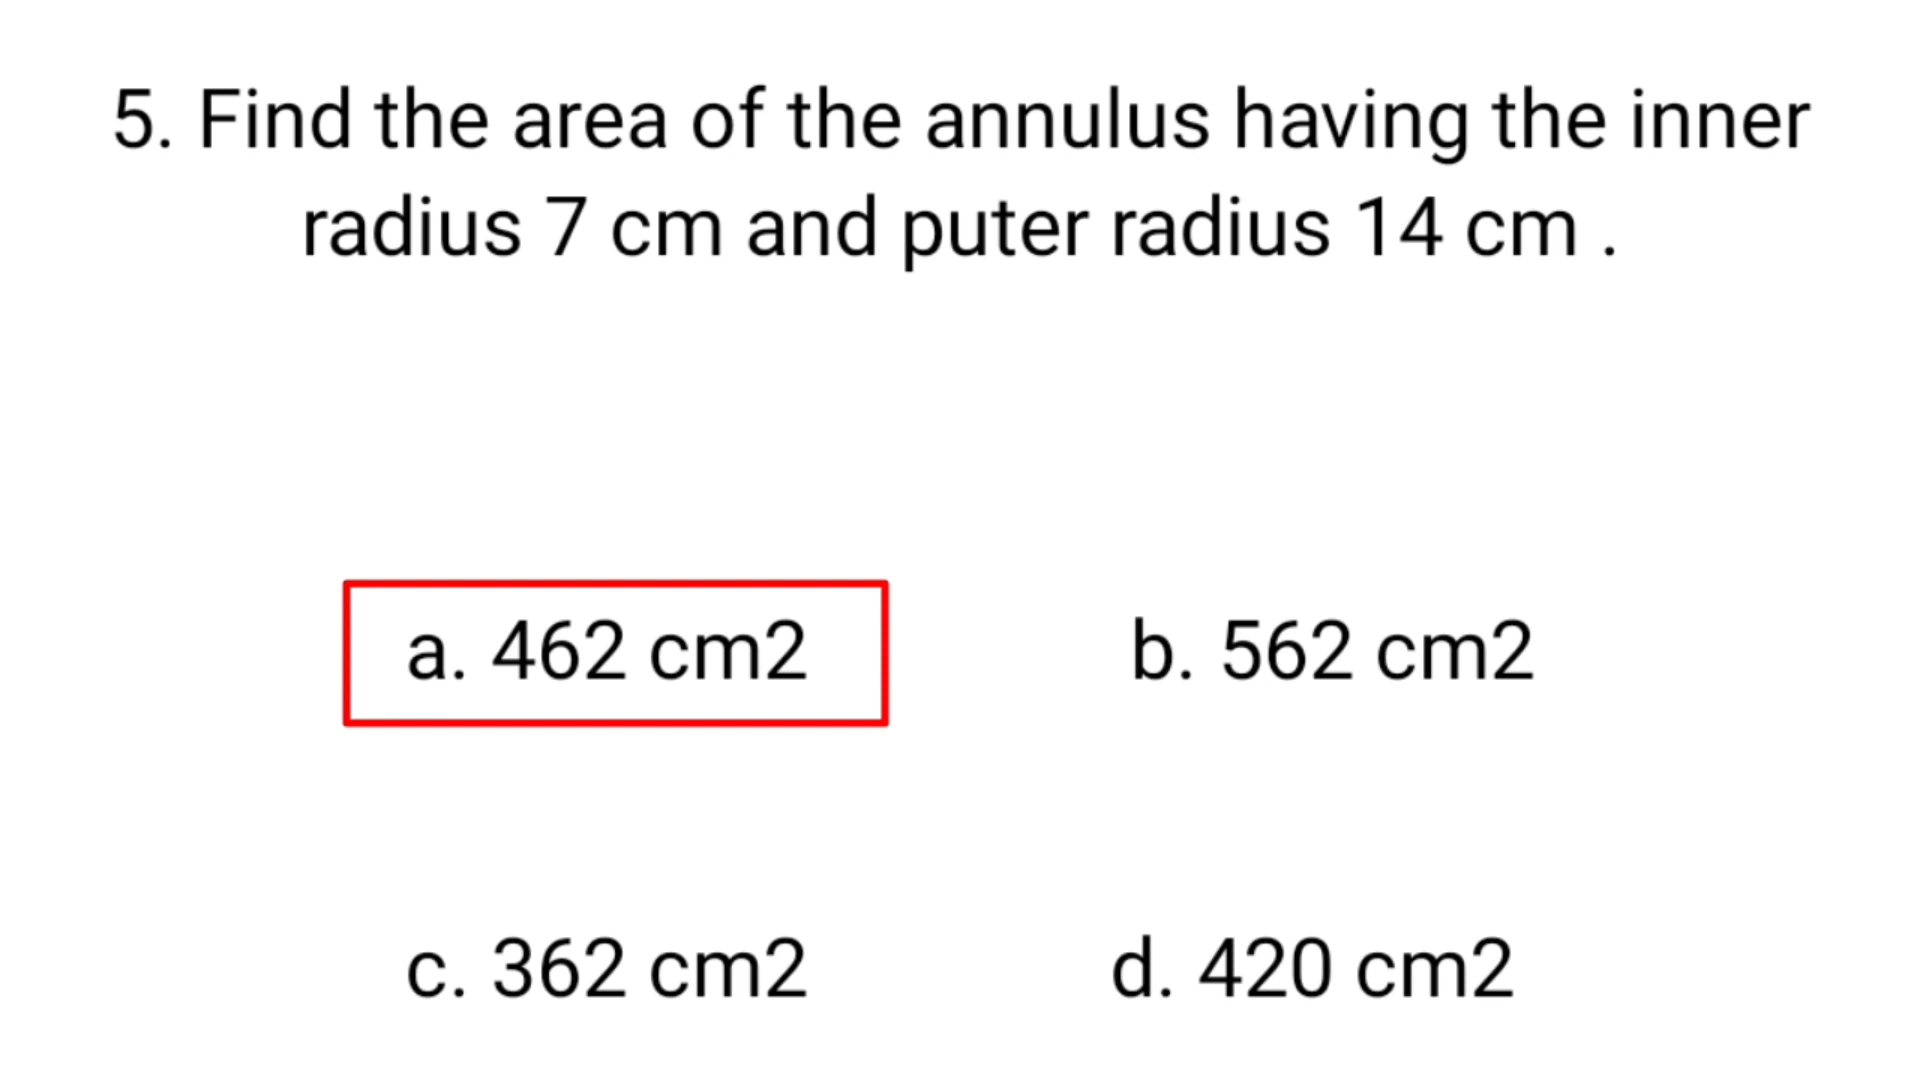 5. Find the area of the annulus having the inner
radius 7 cm and puter radius 14 cm .
a. 462 cm2
b. 562 cm2
c. 362 cm2
d. 420 cm2